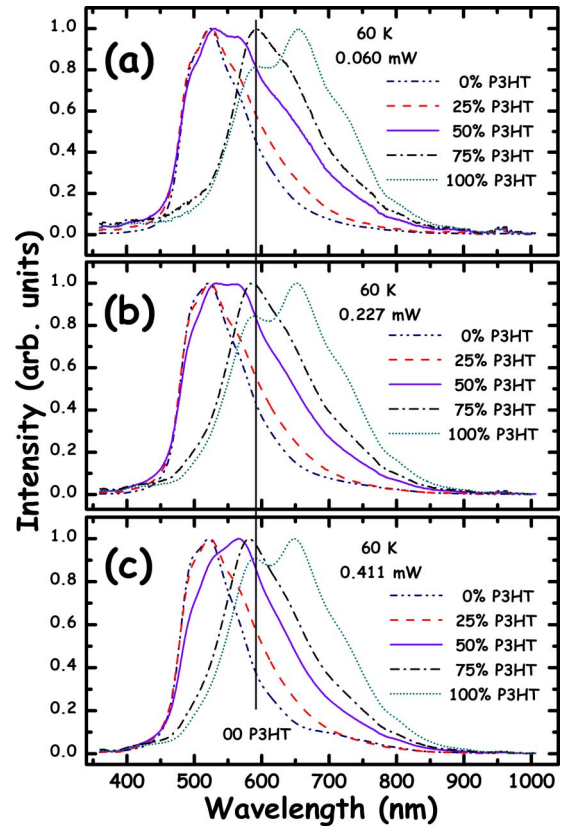 (a)
60 K
0.060 mW
0% P3HT
25% P3HT
50% P3HT
75% P3HT
100% P3HT
1.0
0.8
0.6
0.4
0.2
0.0
(b)
60 K
0.227 mW
0% P3HT
25% P3HT
50% P3HT
75% P3HT
100% P3HT
1.0
0.8
0.6
0.4
0.2
0.0
(c)
60 K
0.411 mW
0% P3HT
25% P3HT
50% P3HT
75% P3HT
100% P3HT
1.0
0.8
0.6
0.4
0.2
0.0
00 P3HT
Intensity (arb. units)
400 500 600 700 800 900 1000
Wavelength (nm)